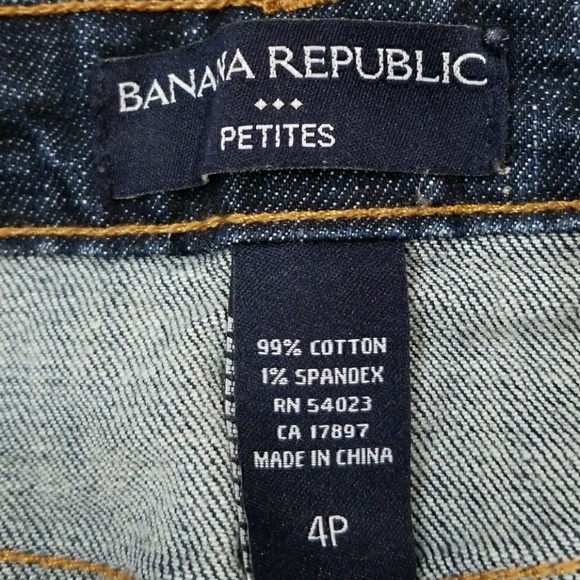 BANANA REPUBLIC
PETITES
99% COTTON
1% SPANDEX
RN 54023
CA 17897
MADE IN CHINA
4P